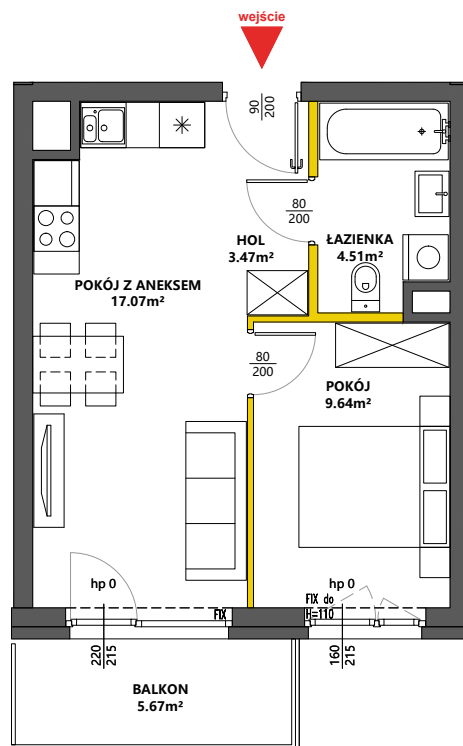 wejście
90
200
80
200
HOL
3.47m²
ŁAZIENKA
4.51m²
POKÓJ Z ANEKSEM
17.07m²
80
200
POKÓJ
9.64m²
hp 0
hp 0
FIX
FIX do
H=110
220
215
160
215
BALKON
5.67m²